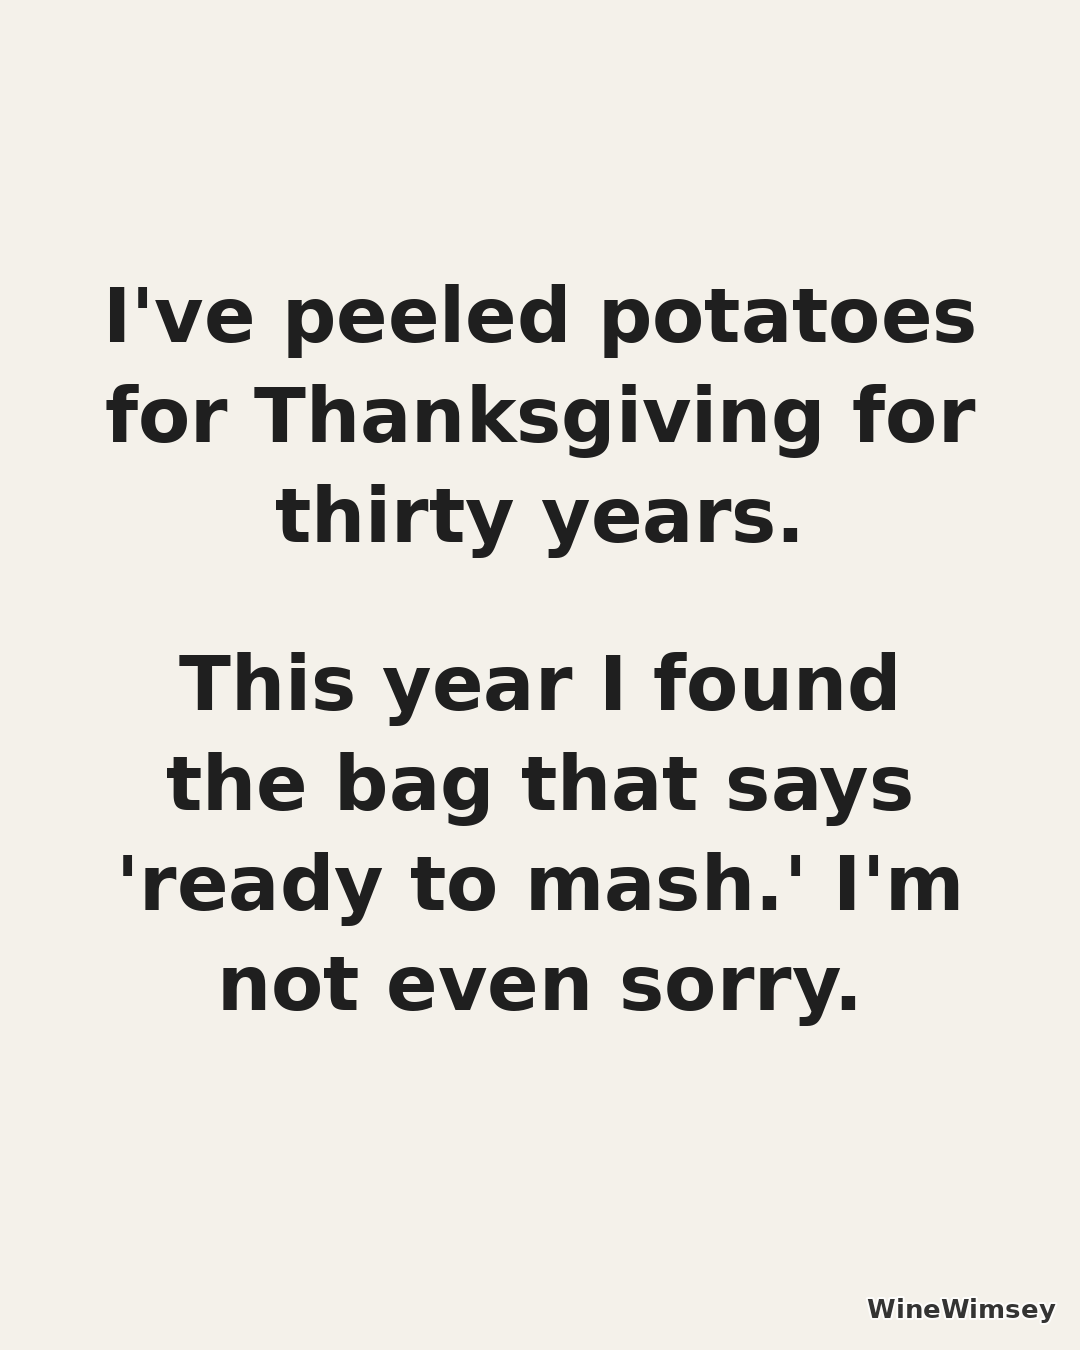 I've peeled potatoes
for Thanksgiving for
thirty years.
This year I found
the bag that says
'ready to mash.' I'm
not even sorry.
WineWimsey